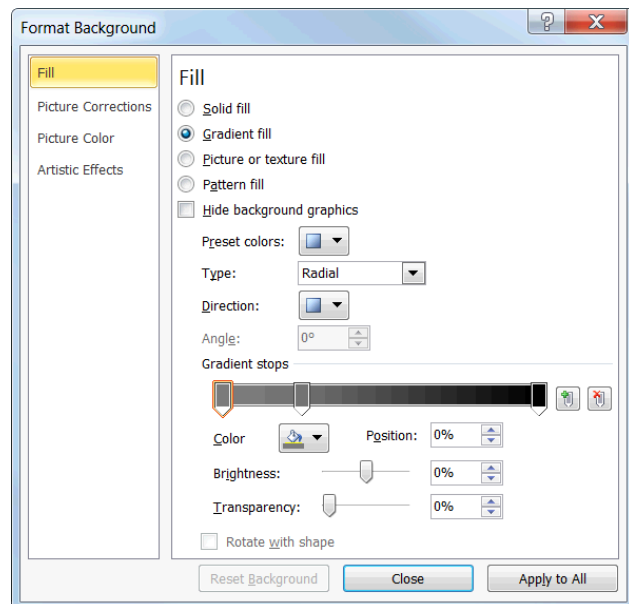 Format Background
Fill
Picture Corrections
Picture Color
Artistic Effects
Fill
Solid fill
Gradient fill
Picture or texture fill
Pattern fill
Hide background graphics
Preset colors:
Type: Radial
Direction:
Angle: 0°
Gradient stops
Color Position: 0%
Brightness: 0%
Transparency: 0%
Rotate with shape
Reset Background Close Apply to All